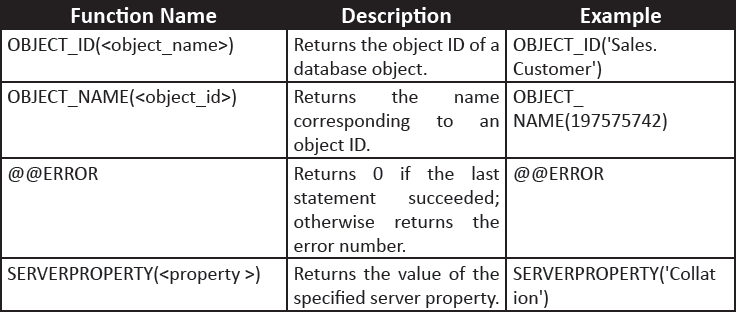 Function Name Description Example
OBJECT_ID(<object_name>) Returns the object ID of a OBJECT_ID('Sales.
database object. Customer')
OBJECT_NAME(<object_id>) Returns the name OBJECT_
corresponding to an NAME(197575742)
object ID.
@@ERROR Returns 0 if the last @@ERROR
statement succeeded;
otherwise returns the
error number.
SERVERPROPERTY(<property >) Returns the value of the SERVERPROPERTY('Collat
specified server property. ion')